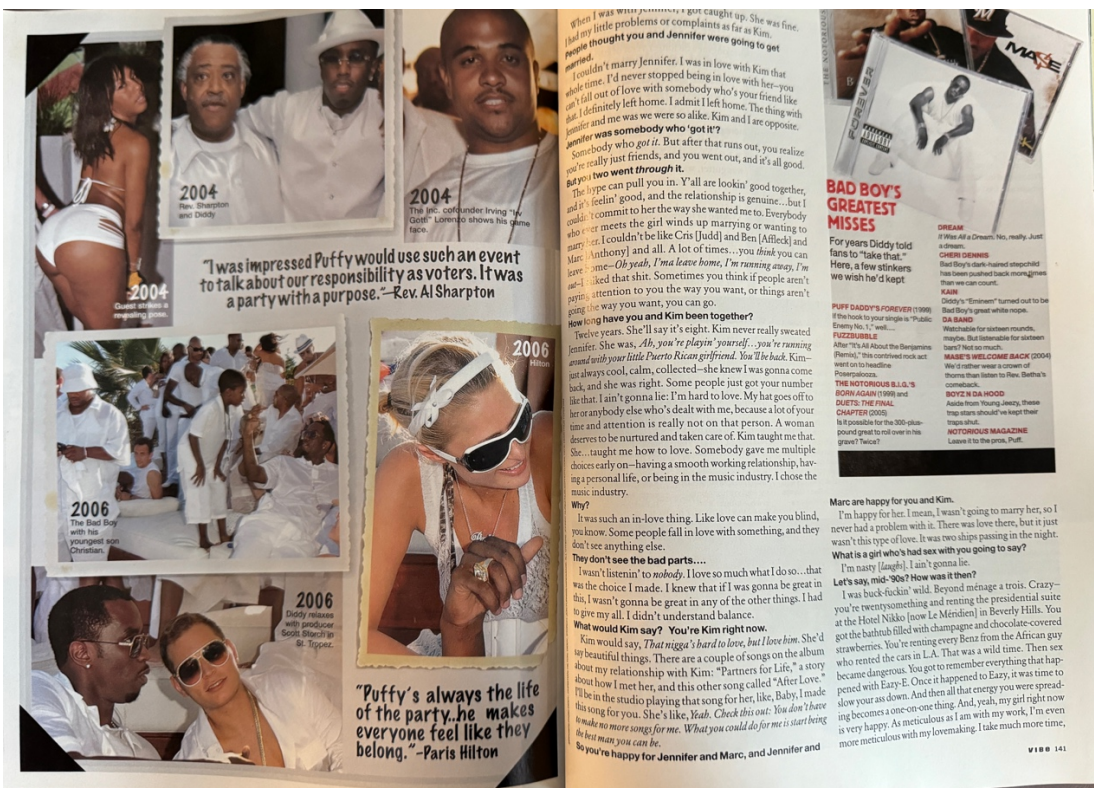 2004
Rev. Sharpton
and Diddy
2004
The Inc. cofounder Irving "Irv
Gotti" Lorenzo shows his game
face.
2004
Guest strikes a
revealing pose.
"I was impressed Puffy would use such an event
to talk about our responsibility as voters. It was
a party with a purpose."—Rev. Al Sharpton
2006
The Bad Boy
with his
youngest son
Christian.
2006
Hilton
2006
Diddy relaxes
with producer
Scott Storch in
St. Tropez.
"Puffy's always the life
of the party..he makes
everyone feel like they
belong."–Paris Hilton
When I was with Jennifer, I got caught up. She was fine.
I had my little problems or complaints as far as Kim.
People thought you and Jennifer were going to get
married.
I couldn't marry Jennifer. I was in love with Kim that
whole time. I'd never stopped being in love with her—you
can't fall out of love with somebody who's your friend like
that. I definitely left home. I admit I left home. The thing with
Jennifer and me was we were so alike. Kim and I are opposite.
Jennifer was somebody who 'got it'?
Somebody who got it. But after that runs out, you realize
you're really just friends, and you went out, and it's all good.
But you two went through it.
The hype can pull you in. Y'all are lookin' good together,
and it's feelin' good, and the relationship is genuine...but I
couldn't commit to her the way she wanted me to. Everybody
who ever meets the girl winds up marrying or wanting to
marry her. I couldn't be like Cris [Judd] and Ben [Affleck] and
Marc [Anthony] and all. A lot of times...you think you can
leave home—Oh yeah, I'ma leave home, I'm running away, I'm
out—I liked that shit. Sometimes you think if people aren't
paying attention to you the way you want, or things aren't
going the way you want, you can go.
How long have you and Kim been together?
Twelve years. She'll say it's eight. Kim never really sweated
Jennifer. She was, Ah, you're playin' yourself...you're running
around with your little Puerto Rican girlfriend. You'll be back. Kim—
just always cool, calm, collected—she knew I was gonna come
back, and she was right. Some people just got your number
like that. I ain't gonna lie: I'm hard to love. My hat goes off to
her or anybody else who's dealt with me, because a lot of your
time and attention is really not on that person. A woman
deserves to be nurtured and taken care of. Kim taught me that.
She...taught me how to love. Somebody gave me multiple
choices early on—having a smooth working relationship, hav-
ing a personal life, or being in the music industry. I chose the
music industry.
Why?
It was such an in-love thing. Like love can make you blind,
you know. Some people fall in love with something, and they
don't see anything else.
They don't see the bad parts....
I wasn't listenin' to nobody. I love so much what I do so...that
was the choice I made. I knew that if I was gonna be great in
this, I wasn't gonna be great in any of the other things. I had
to give my all. I didn't understand balance.
What would Kim say? You're Kim right now.
Kim would say, That nigga's hard to love, but I love him. She'd
say beautiful things. There are a couple of songs on the album
about my relationship with Kim: "Partners for Life," a story
about how I met her, and this other song called "After Love."
I'll be in the studio playing that song for her, like, Baby, I made
this song for you. She's like, Yeah. Check this out: You don't have
to make no more songs for me. What you could do for me is start being
the best man you can be.
So you're happy for Jennifer and Marc, and Jennifer and
THE NOTORIOUS
MA$E
FOREVER
BAD BOY'S
GREATEST
MISSES
For years Diddy told
fans to "take that."
Here, a few stinkers
we wish he'd kept
PUFF DADDY'S FOREVER (1999)
If the hook to your single is "Public
Enemy No. 1," well....
FUZZBUBBLE
After "It's All About the Benjamins
(Remix)," this contrived rock act
went on to headline
Poserpalooza.
THE NOTORIOUS B.I.G.'S
BORN AGAIN (1999) and
DUETS: THE FINAL
CHAPTER (2005)
Is it possible for the 300-plus-
pound great to roll over in his
grave? Twice?
DREAM
It Was All a Dream. No, really. Just
a dream.
CHERI DENNIS
Bad Boy's dark-haired stepchild
has been pushed back more times
than we can count.
KAIN
Diddy's "Eminem" turned out to be
Bad Boy's great white nope.
DA BAND
Watchable for sixteen rounds,
maybe. But listenable for sixteen
bars? Not so much.
MASE'S WELCOME BACK (2004)
We'd rather wear a crown of
thorns than listen to Rev. Betha's
comeback.
BOYZ N DA HOOD
Aside from Young Jeezy, these
trap stars should've kept their
traps shut.
NOTORIOUS MAGAZINE
Leave it to the pros, Puff.
Marc are happy for you and Kim.
I'm happy for her. I mean, I wasn't going to marry her, so I
never had a problem with it. There was love there, but it just
wasn't this type of love. It was two ships passing in the night.
What is a girl who's had sex with you going to say?
I'm nasty [laughs]. I ain't gonna lie.
Let's say, mid-'90s? How was it then?
I was buck-fuckin' wild. Beyond ménage a trois. Crazy—
you're twentysomething and renting the presidential suite
at the Hotel Nikko [now Le Méridien] in Beverly Hills. You
got the bathtub filled with champagne and chocolate-covered
strawberries. You're renting every Benz from the African guy
who rented the cars in L.A. That was a wild time. Then sex
became dangerous. You got to remember everything that hap-
pened with Eazy-E. Once it happened to Eazy, it was time to
slow your ass down. And then all that energy you were spread-
ing becomes a one-on-one thing. And, yeah, my girl right now
is very happy. As meticulous as I am with my work, I'm even
more meticulous with my lovemaking. I take much more time,
VIBE 141